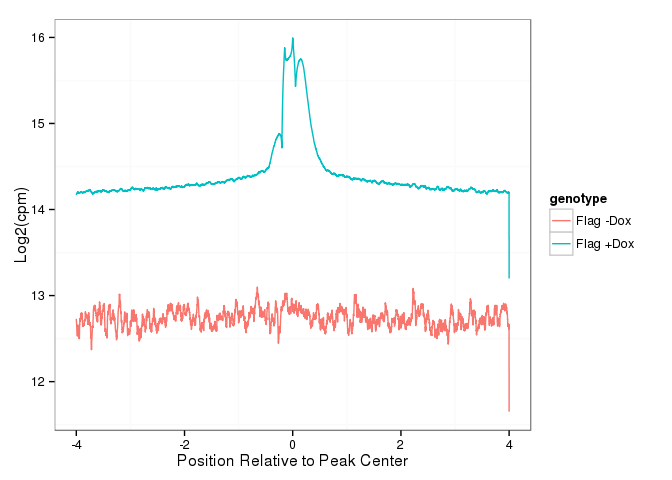 16
15
14
13
12
Log2(cpm)
-4
-2
0
2
4
Position Relative to Peak Center
genotype
Flag -Dox
Flag +Dox